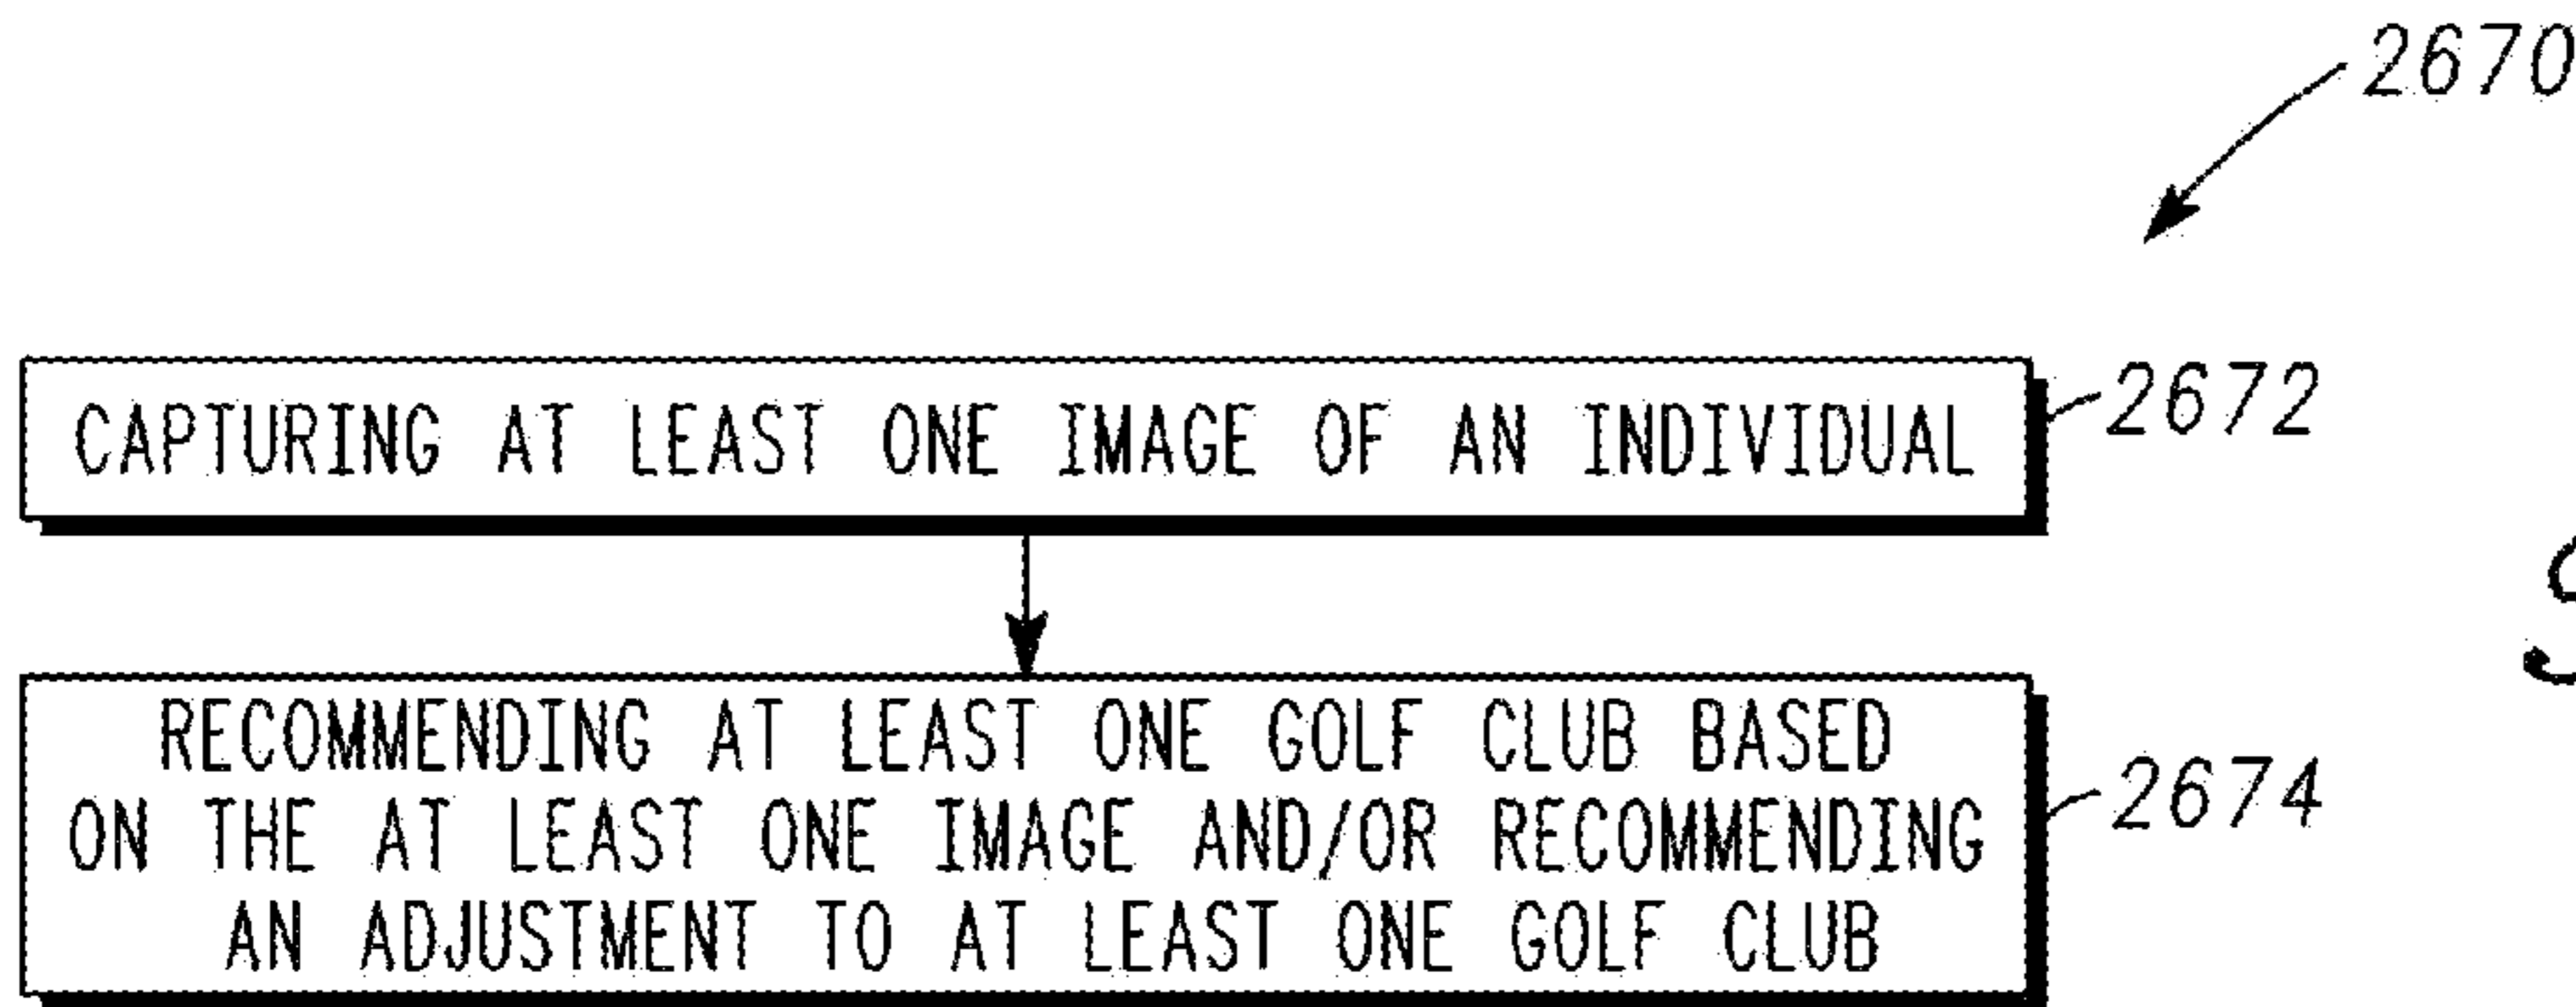 2670
CAPTURING AT LEAST ONE IMAGE OF AN INDIVIDUAL
2672
RECOMMENDING AT LEAST ONE GOLF CLUB BASED
ON THE AT LEAST ONE IMAGE AND/OR RECOMMENDING
AN ADJUSTMENT TO AT LEAST ONE GOLF CLUB
2674